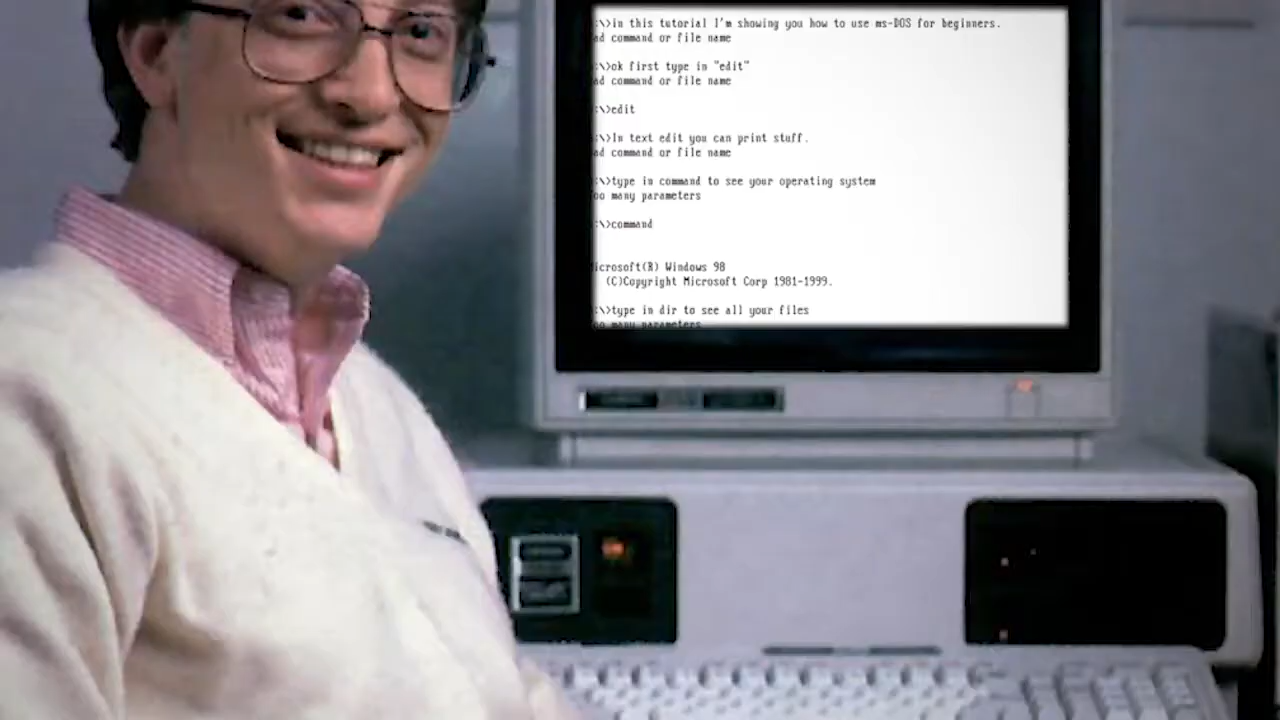 :\>in this tutorial I'm showing you how to use ms-DOS for beginners.
ad command or file name
:\>ok first type in "edit"
ad command or file name
:\>edit
:\>In text edit you can print stuff.
ad command or file name
:\>type in command to see your operating system
oo many parameters
:\>command
icrosoft(R) Windows 98
(C)Copyright Microsoft Corp 1981-1999.
:\>type in dir to see all your files
oo many parameters